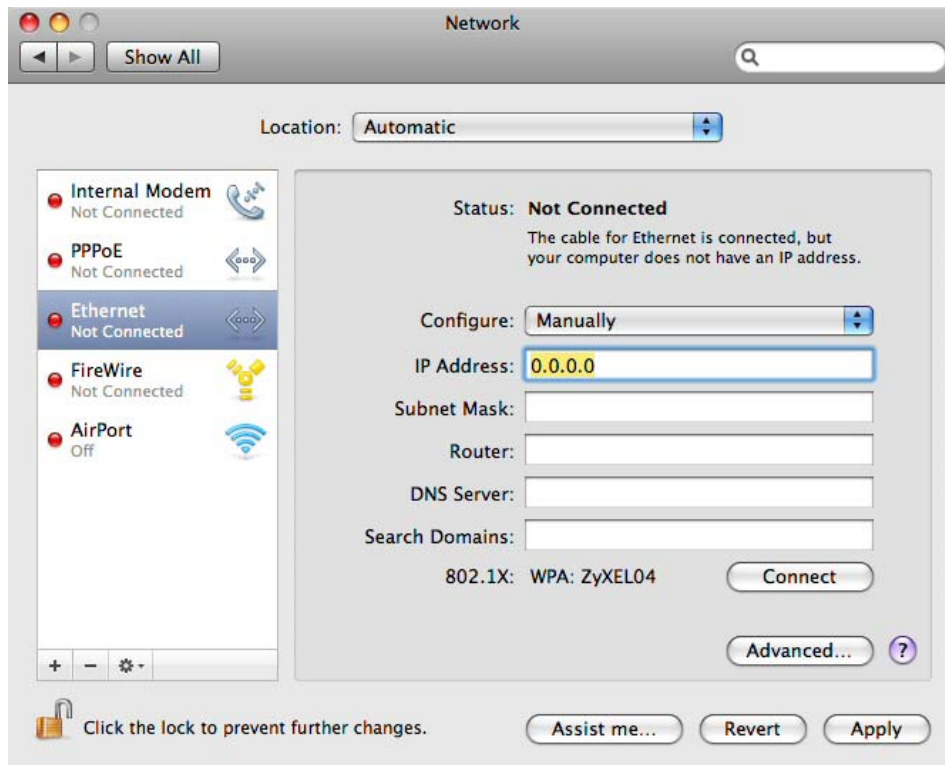 Network
Show All
Location: Automatic
Internal Modem
Not Connected
PPPoE
Not Connected
Ethernet
Not Connected
FireWire
Not Connected
AirPort
Off
Status: Not Connected
The cable for Ethernet is connected, but
your computer does not have an IP address.
Configure: Manually
IP Address: 0.0.0.0
Subnet Mask:
Router:
DNS Server:
Search Domains:
802.1X: WPA: ZyXEL04 Connect
Advanced... ?
Click the lock to prevent further changes.
Assist me... Revert Apply